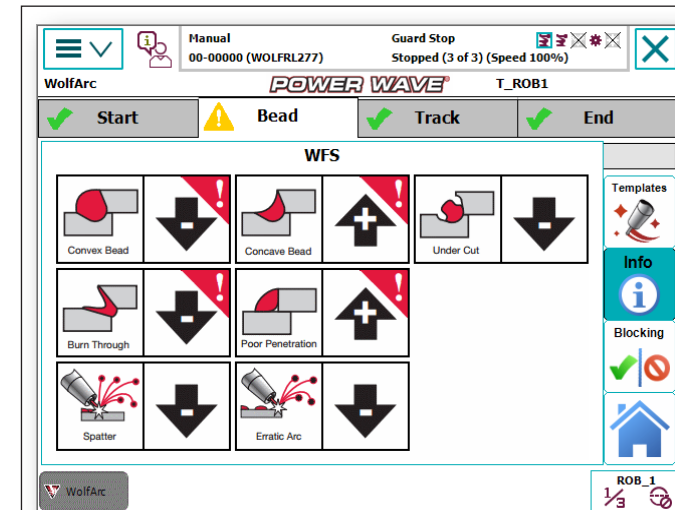 Manual
00-00000 (WOLFRL277)
Guard Stop
Stopped (3 of 3) (Speed 100%)
WolfArc
POWER WAVE®
T_ROB1
Start
Bead
Track
End
WFS
Convex Bead
Concave Bead
Under Cut
Burn Through
Poor Penetration
Spatter
Erratic Arc
Templates
Info
Blocking
WolfArc
ROB_1
1/3